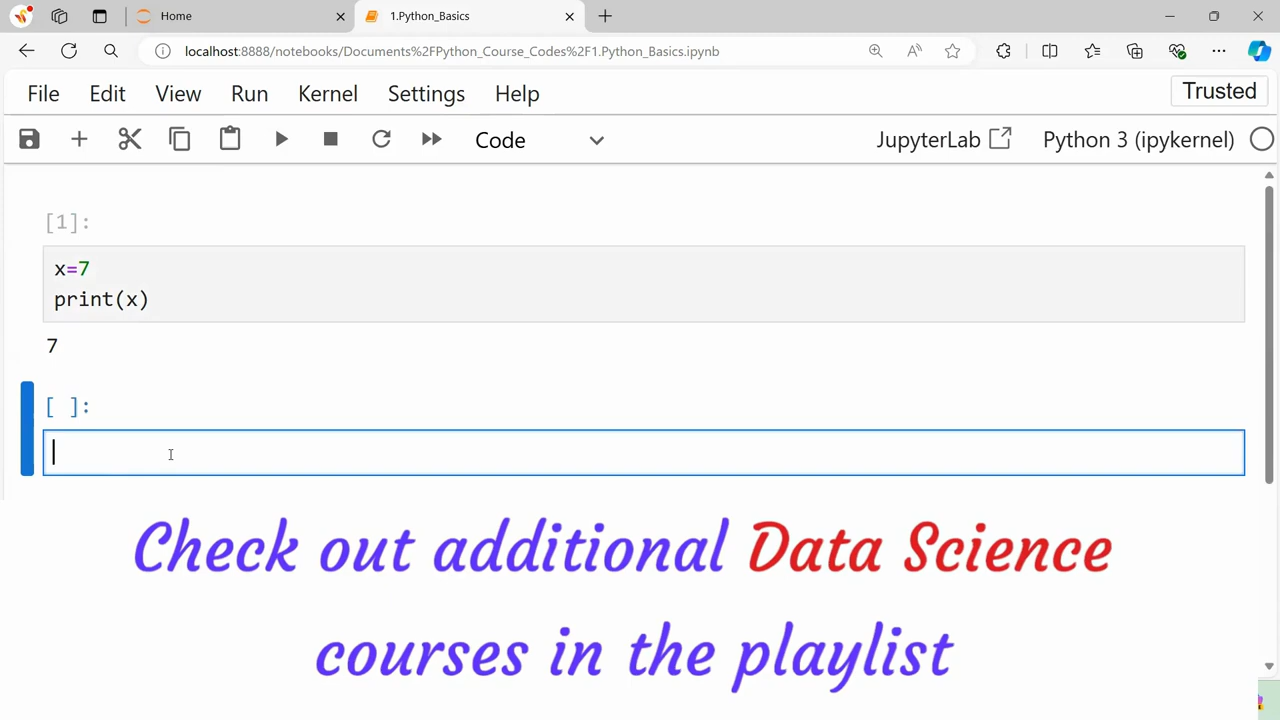 Home
1.Python_Basics
localhost:8888/notebooks/Documents%2FPython_Course_Codes%2F1.Python_Basics.ipynb
File Edit View Run Kernel Settings Help Trusted
Code JupyterLab Python 3 (ipykernel)
[1]:
x=7
print(x)
7
[ ]:
Check out additional Data Science
courses in the playlist